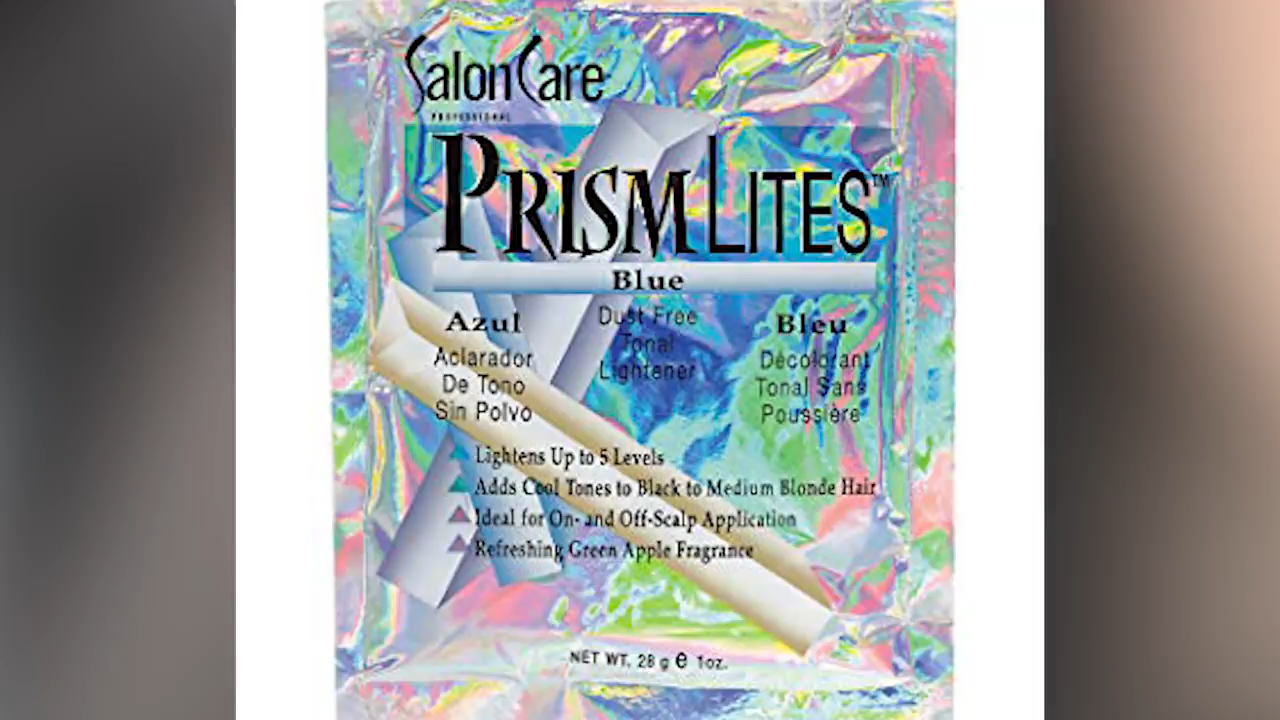 Salon Care
PROFESSIONAL
PRISMLITES™
Blue
Azul
Aclarador
De Tono
Sin Polvo
Dust Free
Tonal
Lightener
Bleu
Décolorant
Tonal Sans
Poussière
Lightens Up to 5 Levels
Adds Cool Tones to Black to Medium Blonde Hair
Ideal for On- and Off-Scalp Application
Refreshing Green Apple Fragrance
NET WT. 28 g e 1oz.